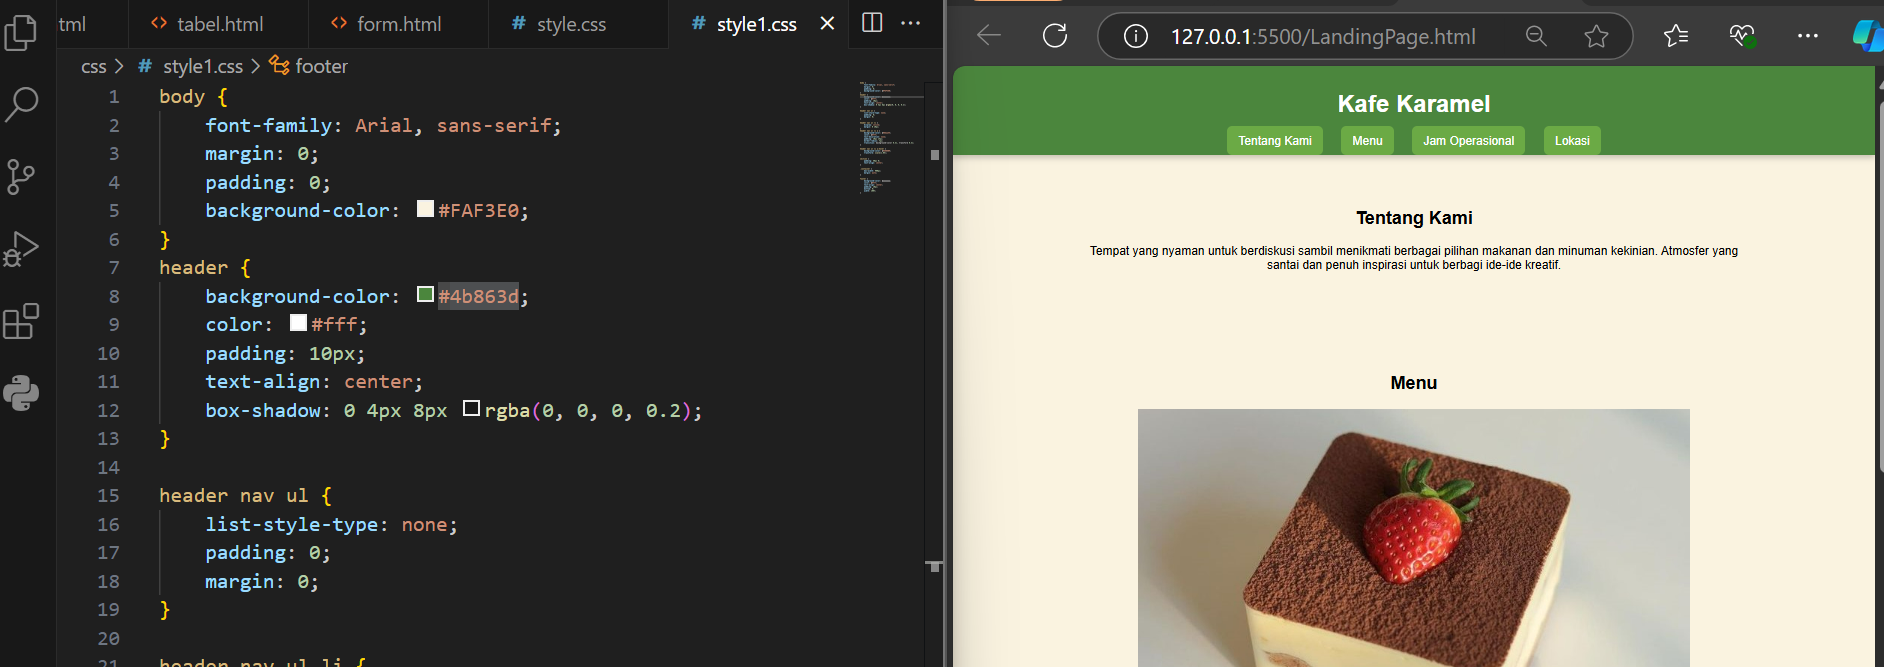 tml
tabel.html
form.html
# style.css
# style1.css
css > # style1.css > footer
1 body {
2 font-family: Arial, sans-serif;
3 margin: 0;
4 padding: 0;
5 background-color: #FAF3E0;
6 }
7 header {
8 background-color: #4b863d;
9 color: #fff;
10 padding: 10px;
11 text-align: center;
12 box-shadow: 0 4px 8px rgba(0, 0, 0, 0.2);
13 }
14
15 header nav ul {
16 list-style-type: none;
17 padding: 0;
18 margin: 0;
19 }
20
21 header nav ul li {
127.0.0.1:5500/LandingPage.html
Kafe Karamel
Tentang Kami
Menu
Jam Operasional
Lokasi
Tentang Kami
Tempat yang nyaman untuk berdiskusi sambil menikmati berbagai pilihan makanan dan minuman kekinian. Atmosfer yang
santai dan penuh inspirasi untuk berbagi ide-ide kreatif.
Menu